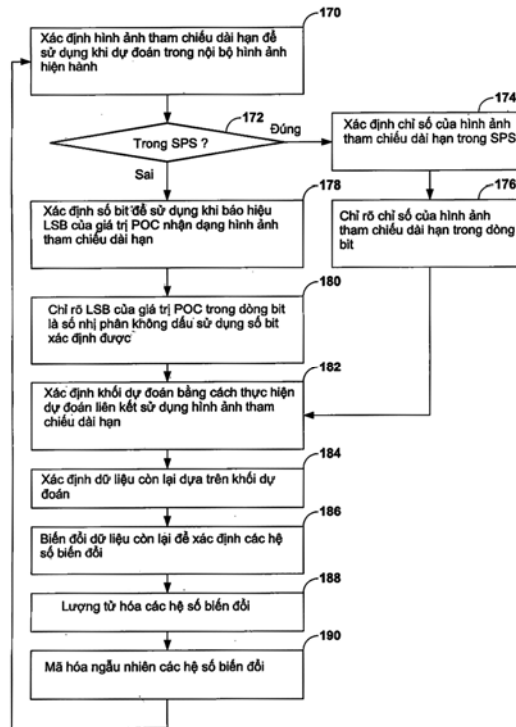 170
Xác định hình ảnh tham chiếu dài hạn để
sử dụng khi dự đoán trong nội bộ hình ảnh
hiện hành
172
Trong SPS ?
Đúng
Sai
174
Xác định chỉ số của hình ảnh
tham chiếu dài hạn trong SPS
176
Chỉ rõ chỉ số của hình ảnh
tham chiếu dài hạn trong dòng
bit
178
Xác định số bit để sử dụng khi báo hiệu
LSB của giá trị POC nhận dạng hình ảnh
tham chiếu dài hạn
180
Chỉ rõ LSB của giá trị POC trong dòng bit
là số nhị phân không dấu sử dụng số bit
xác định được
182
Xác định khối dự đoán bằng cách thực hiện
dự đoán liên kết sử dụng hình ảnh tham
chiếu dài hạn
184
Xác định dữ liệu còn lại dựa trên khối dự
đoán
186
Biến đổi dữ liệu còn lại để xác định các hệ
số biến đổi
188
Lượng tử hóa các hệ số biến đổi
190
Mã hóa ngẫu nhiên các hệ số biến đổi